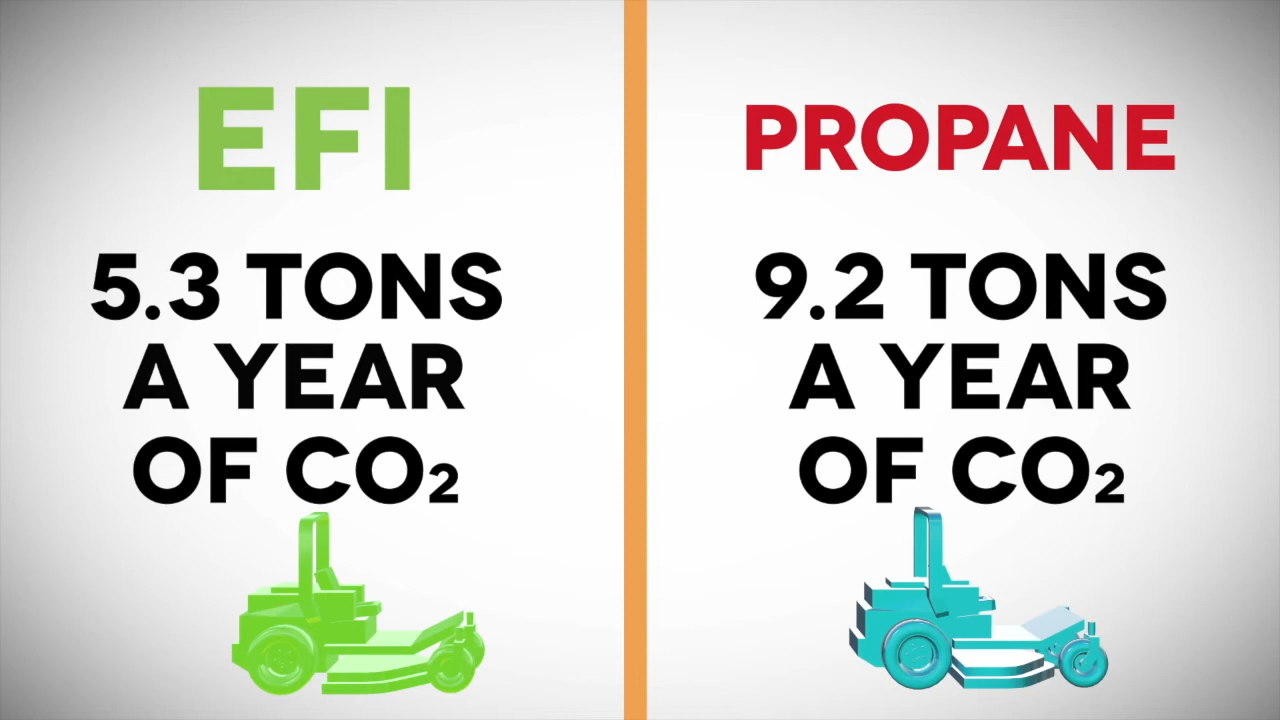 EFI
5.3 TONS
A YEAR
OF CO₂
PROPANE
9.2 TONS
A YEAR
OF CO₂